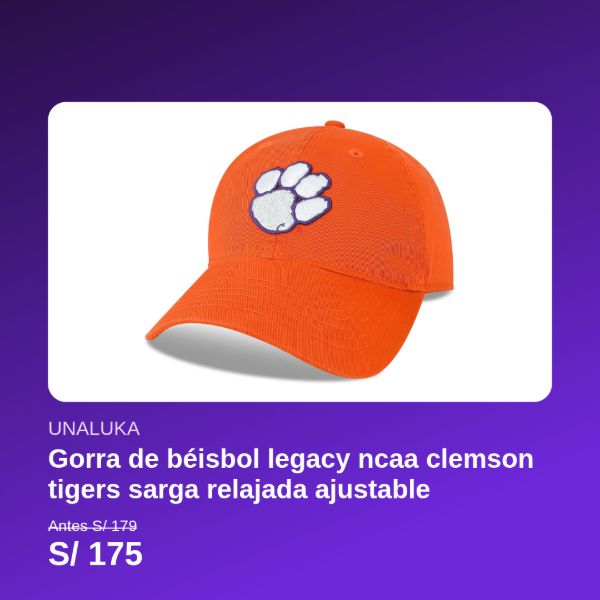 UNALUKA
Gorra de béisbol legacy ncaa clemson
tigers sarga relajada ajustable
Antes S/ 179
S/ 175